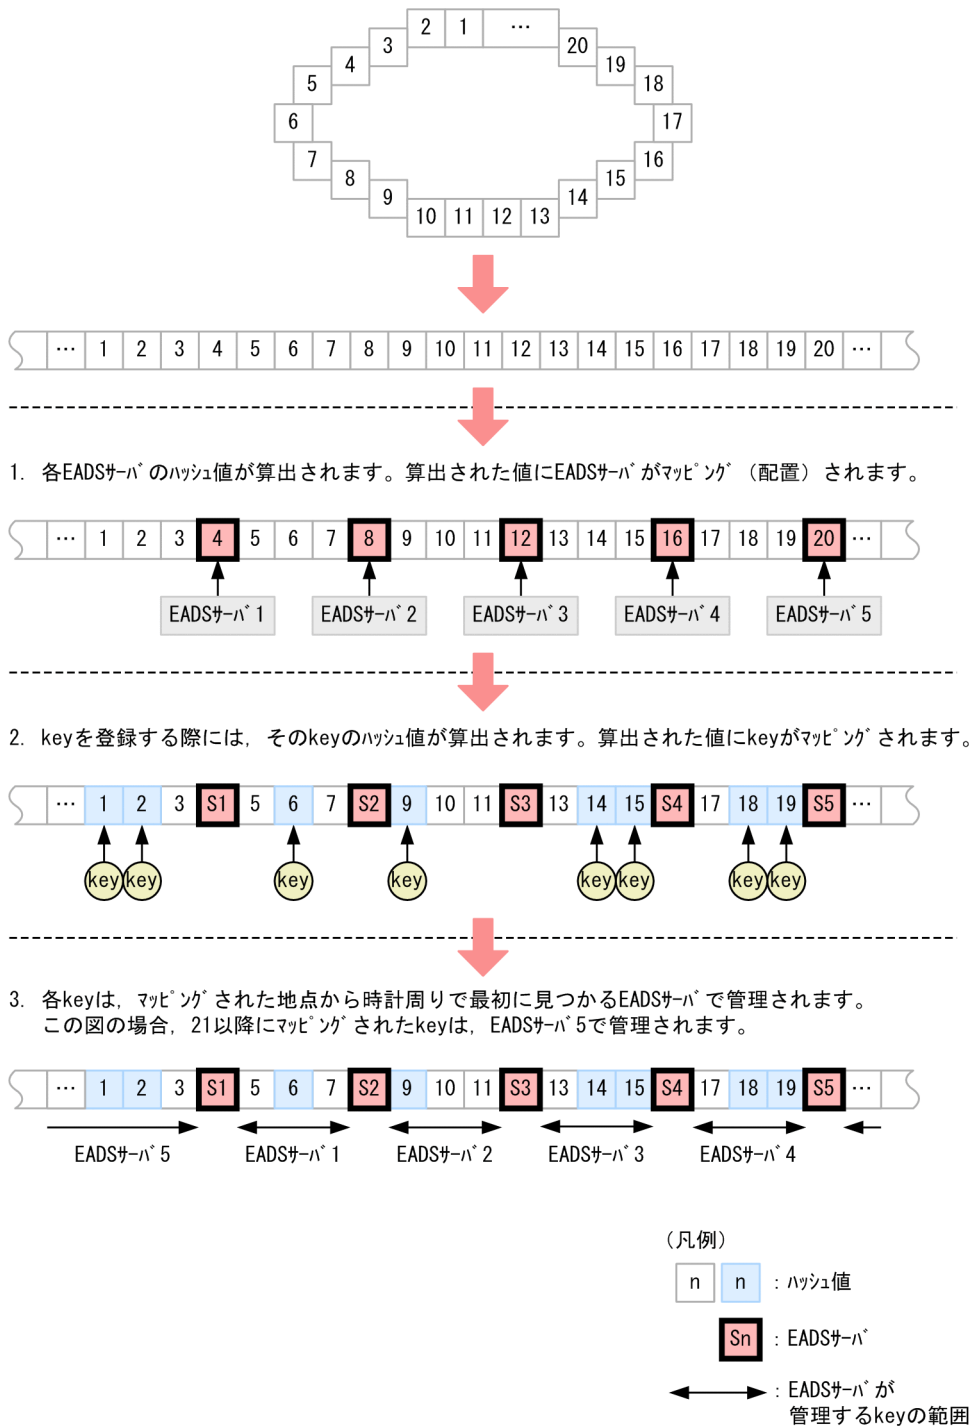 2 1 …
3 20
4 19
5 18
6 17
7 16
8 15
9 14
10 11 12 13
… 1 2 3 4 5 6 7 8 9 10 11 12 13 14 15 16 17 18 19 20 …
1. 各EADSｻｰﾊﾞのﾊｯｼｭ値が算出されます。算出された値にEADSｻｰﾊﾞがﾏｯﾋﾟﾝｸﾞ（配置）されます。
… 1 2 3 4 5 6 7 8 9 10 11 12 13 14 15 16 17 18 19 20 …
EADSｻｰﾊﾞ1 EADSｻｰﾊﾞ2 EADSｻｰﾊﾞ3 EADSｻｰﾊﾞ4 EADSｻｰﾊﾞ5
2. keyを登録する際には，そのkeyのﾊｯｼｭ値が算出されます。算出された値にkeyがﾏｯﾋﾟﾝｸﾞされます。
… 1 2 3 S1 5 6 7 S2 9 10 11 S3 13 14 15 S4 17 18 19 S5 …
key key key key key key key key
3. 各keyは，ﾏｯﾋﾟﾝｸﾞされた地点から時計周りで最初に見つかるEADSｻｰﾊﾞで管理されます。
この図の場合，21以降にﾏｯﾋﾟﾝｸﾞされたkeyは，EADSｻｰﾊﾞ5で管理されます。
… 1 2 3 S1 5 6 7 S2 9 10 11 S3 13 14 15 S4 17 18 19 S5 …
EADSｻｰﾊﾞ5 EADSｻｰﾊﾞ1 EADSｻｰﾊﾞ2 EADSｻｰﾊﾞ3 EADSｻｰﾊﾞ4
（凡例）
n n ：ﾊｯｼｭ値
Sn ：EADSｻｰﾊﾞ
：EADSｻｰﾊﾞが
管理するkeyの範囲